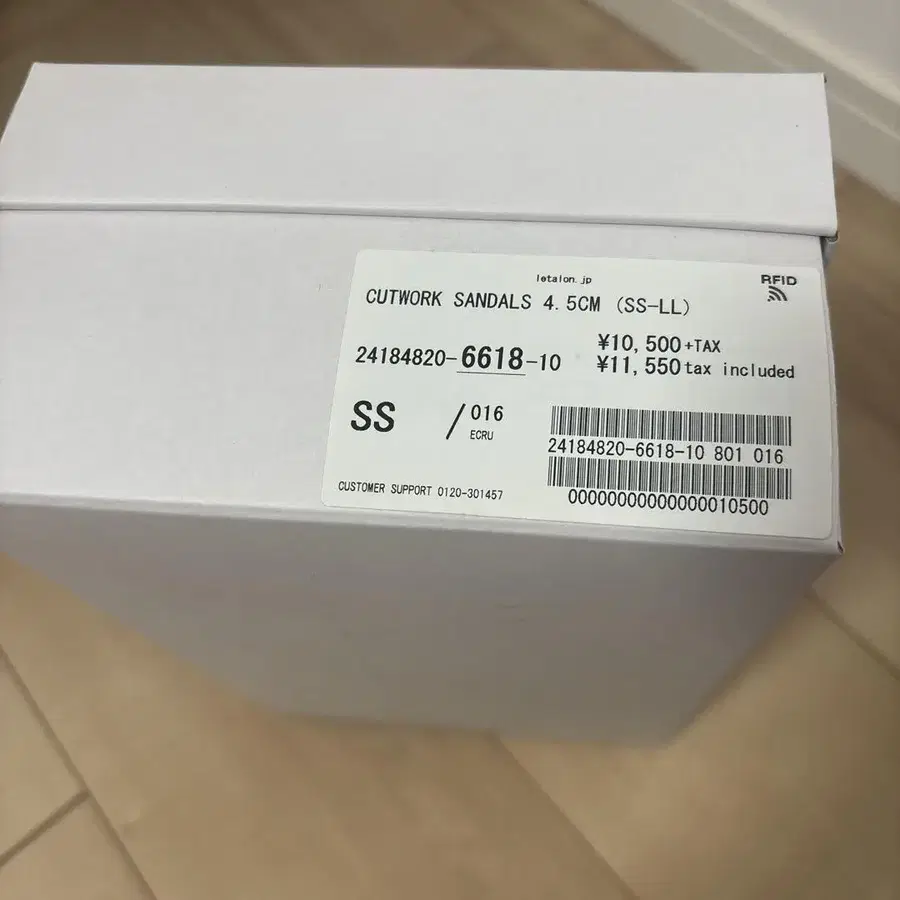 letalon.jp
RFID
CUTWORK SANDALS 4.5CM (SS-LL)
¥10,500+TAX
24184820-6618-10
¥11,550 tax included
SS / 016
ECRU
24184820-6618-10 801 016
CUSTOMER SUPPORT 0120-301457
00000000000000010500